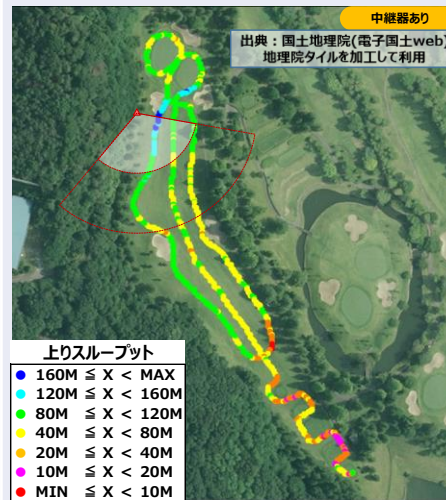 中継器あり
出典：国土地理院(電子国土web)
地理院タイルを加工して利用
上りスループット
160M ≦ X < MAX
120M ≦ X < 160M
80M ≦ X < 120M
40M ≦ X < 80M
20M ≦ X < 40M
10M ≦ X < 20M
MIN ≦ X < 10M